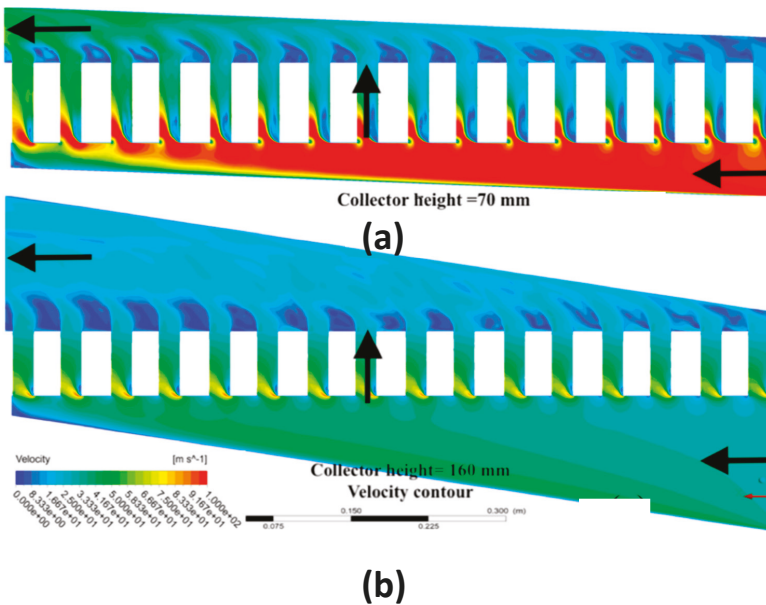 Collector height =70 mm
(a)
Velocity [m s^-1]
0.000e+00
8.333e+00
1.667e+01
2.500e+01
3.333e+01
4.167e+01
5.000e+01
5.833e+01
6.667e+01
7.500e+01
8.333e+01
9.167e+01
1.000e+02
Collector height= 160 mm
Velocity contour
0.150 0.300 (m)
0.075 0.225
(b)